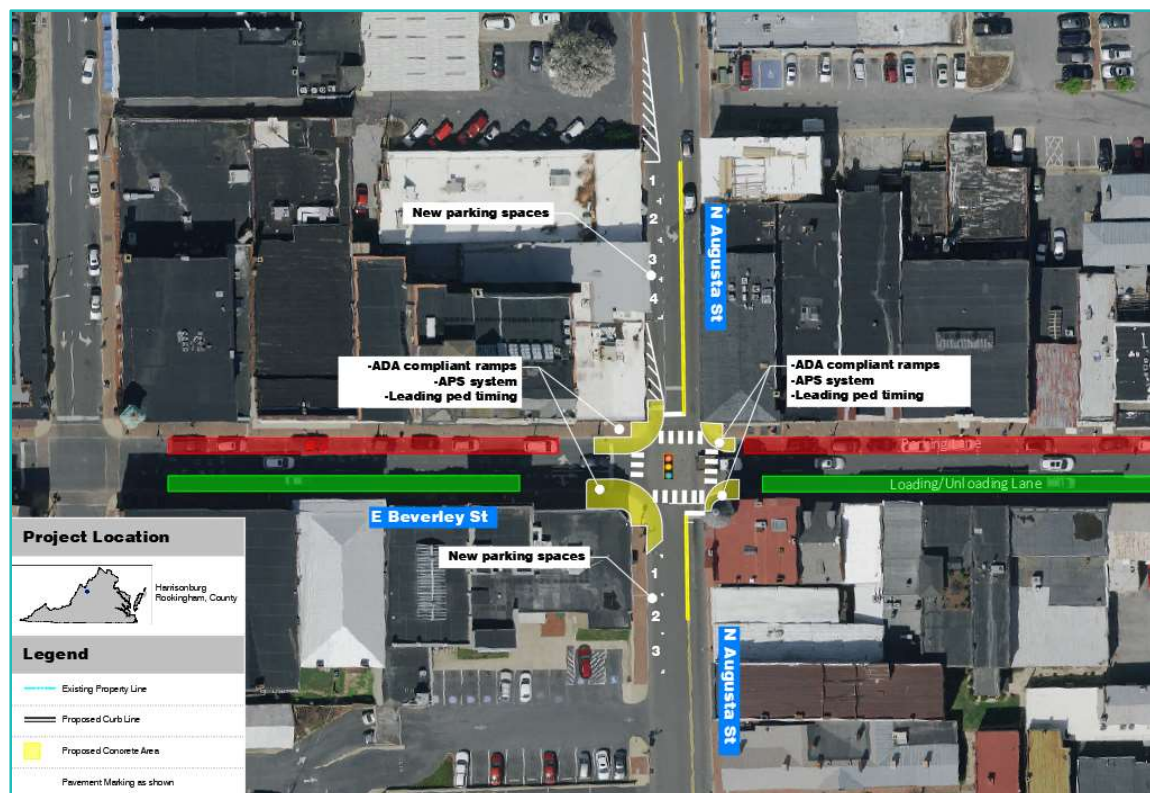 1
2
New parking spaces
3
4
N Augusta St
-ADA compliant ramps
-APS system
-Leading ped timing
-ADA compliant ramps
-APS system
-Leading ped timing
Parking Lane
Loading/Unloading Lane
E Beverley St
New parking spaces
1
2
3
N Augusta St
Project Location
Harrisonburg
Rockingham, County
Legend
Existing Property Line
Proposed Curb Line
Proposed Concrete Area
Pavement Marking as shown